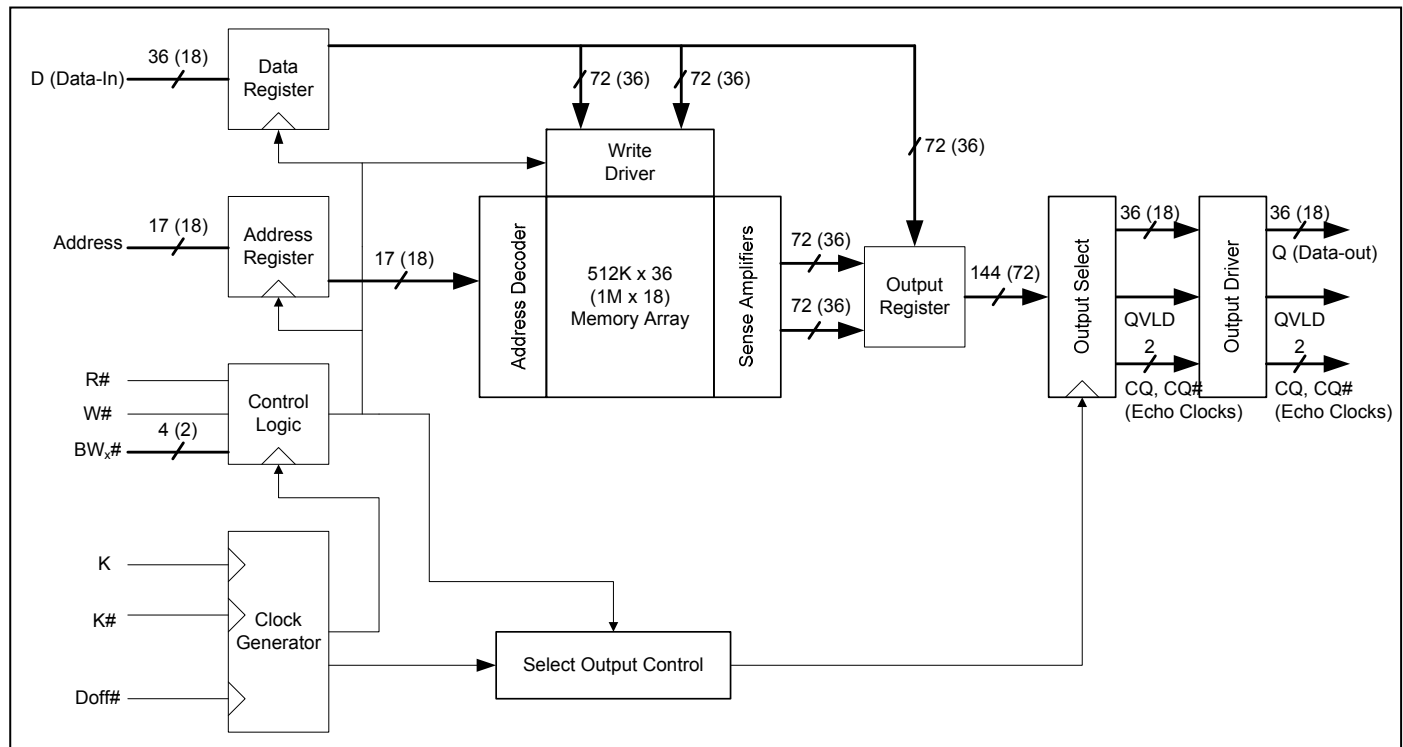 36 (18)
D (Data-In)
Data
Register
72 (36)
72 (36)
72 (36)
Write
Driver
17 (18)
Address
Address
Register
17 (18)
Address Decoder
512K x 36
(1M x 18)
Memory Array
Sense Amplifiers
72 (36)
72 (36)
Output
Register
144 (72)
Output Select
36 (18)
QVLD
2
CQ, CQ#
(Echo Clocks)
Output Driver
36 (18)
Q (Data-out)
QVLD
2
CQ, CQ#
(Echo Clocks)
R#
W#
4 (2)
BWx#
Control
Logic
K
K#
Doff#
Clock
Generator
Select Output Control